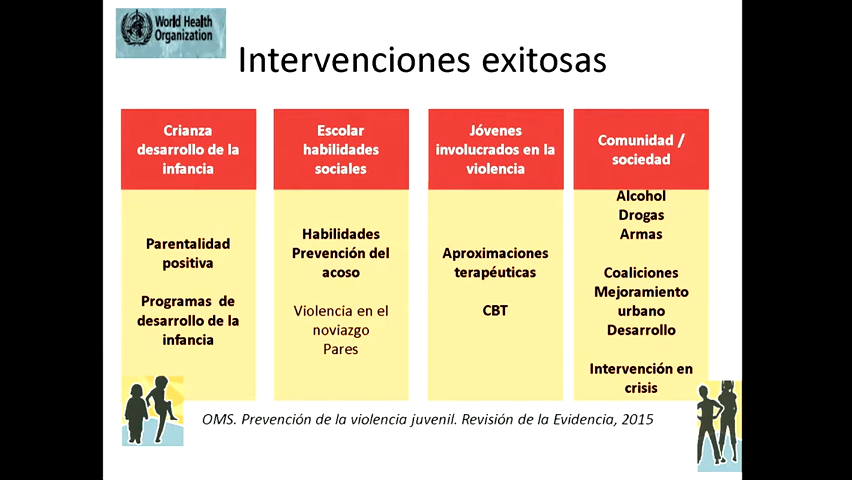 World Health
Organization
Intervenciones exitosas
Crianza
desarrollo de la
infancia
Parentalidad
positiva
Programas de
desarrollo de la
infancia
Escolar
habilidades
sociales
Habilidades
Prevención del
acoso
Violencia en el
noviazgo
Pares
Jóvenes
involucrados en la
violencia
Aproximaciones
terapéuticas
CBT
Comunidad /
sociedad
Alcohol
Drogas
Armas
Coaliciones
Mejoramiento
urbano
Desarrollo
Intervención en
crisis
OMS. Prevención de la violencia juvenil. Revisión de la Evidencia, 2015